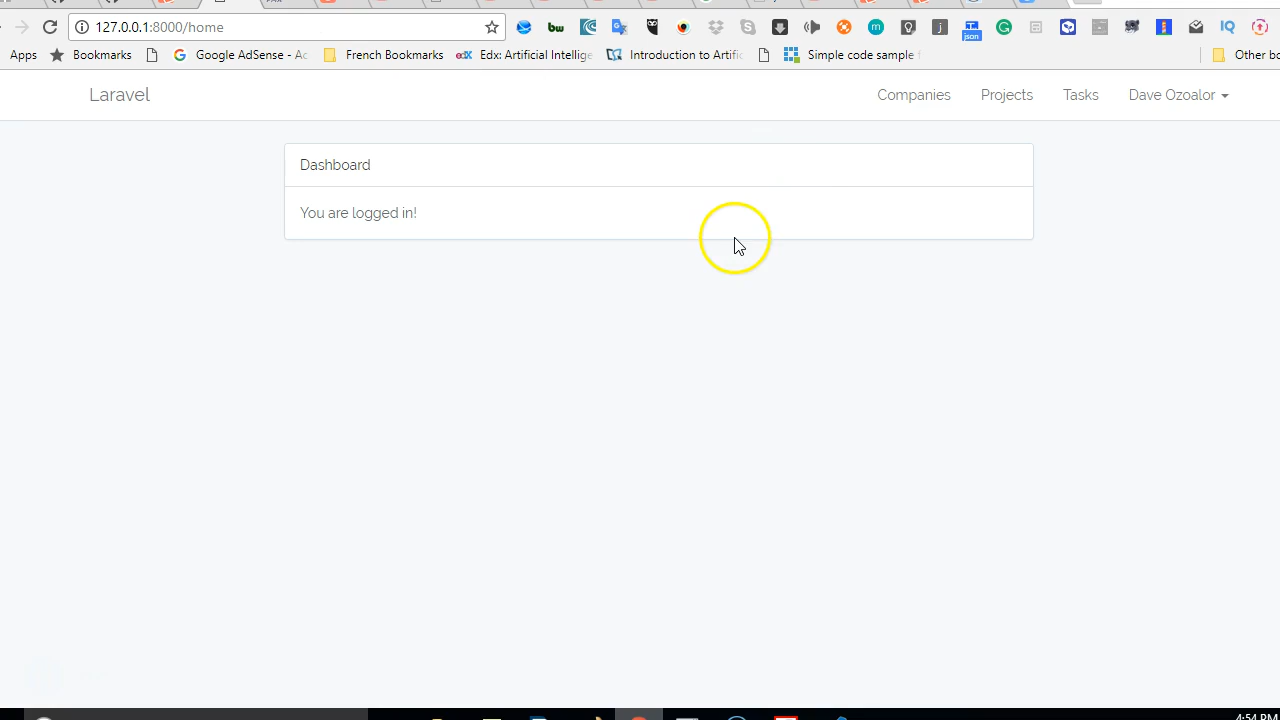 127.0.0.1:8000/home
Apps Bookmarks Google AdSense - Ac French Bookmarks edX Edx: Artificial Intellige Introduction to Artific Simple code sample f Other bo
json
Laravel Companies Projects Tasks Dave Ozoalor
Dashboard
You are logged in!
4:54 PM